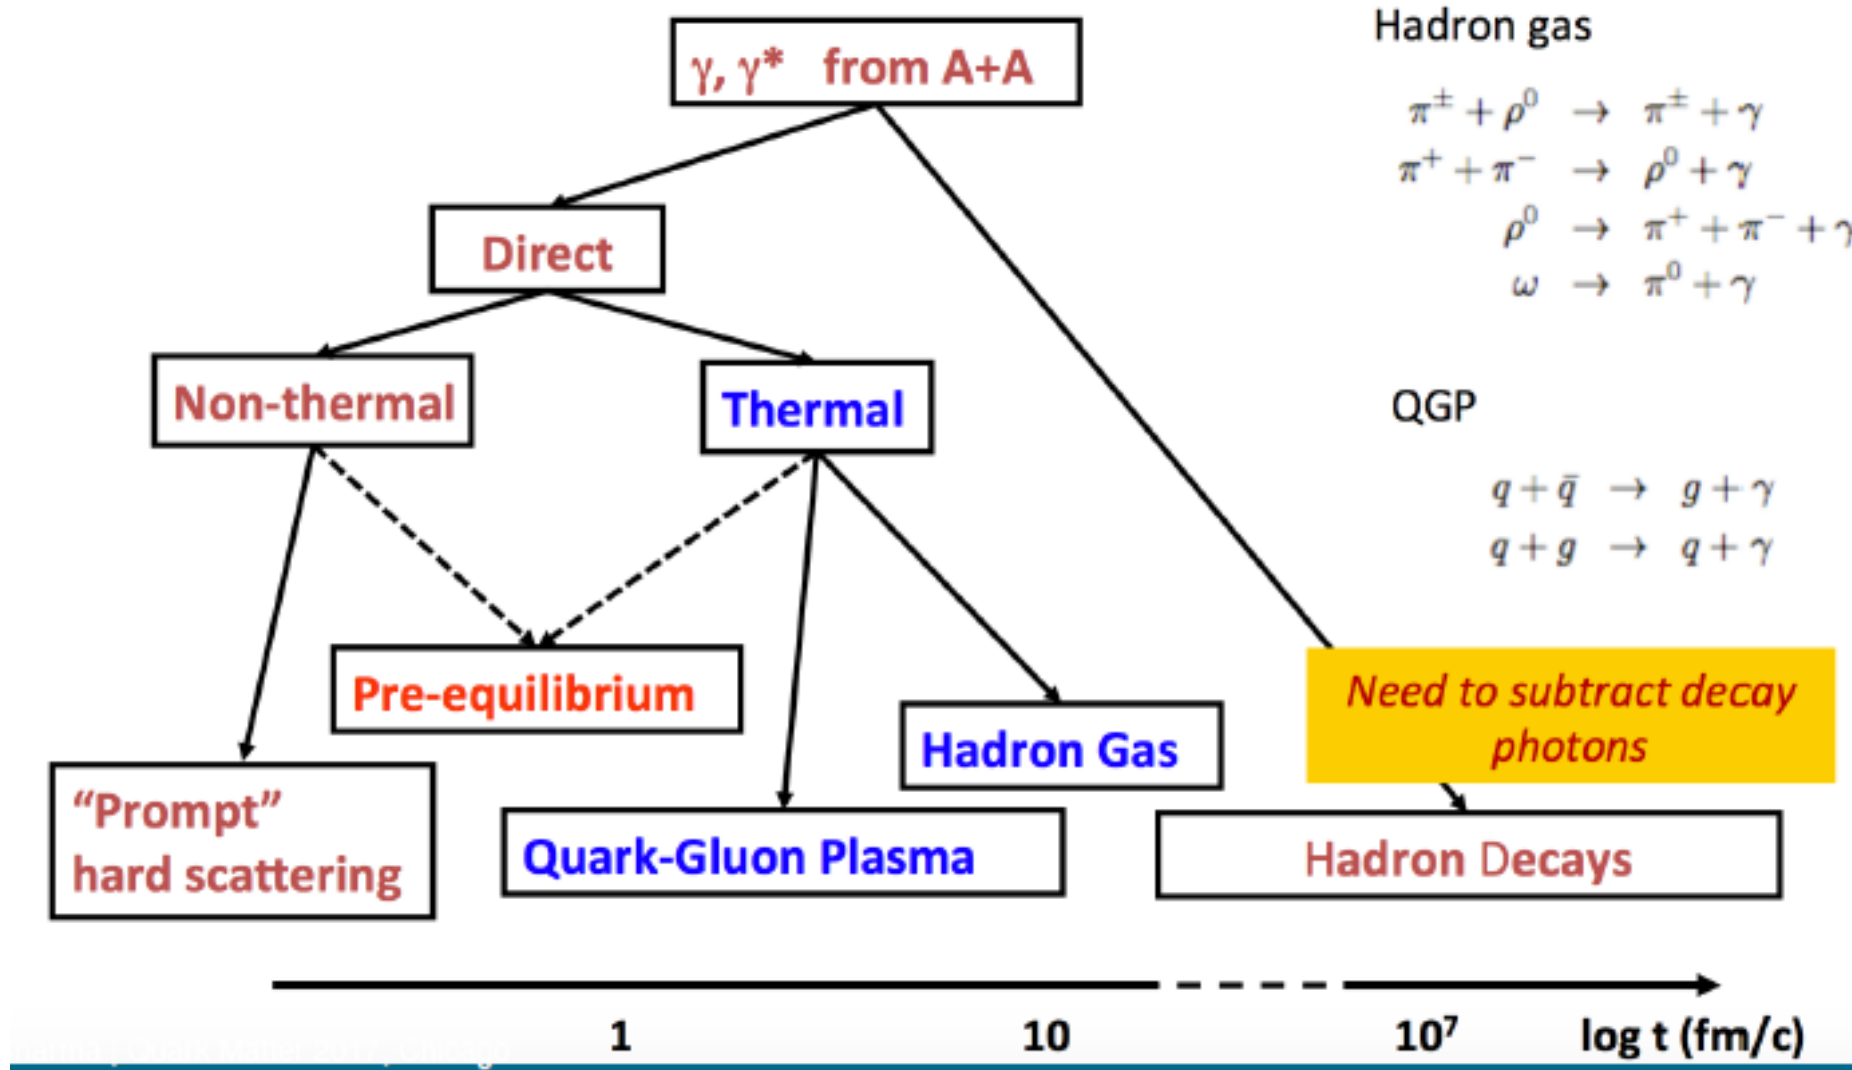 γ, γ* from A+A
Direct
Non-thermal
Thermal
Pre-equilibrium
Hadron Gas
"Prompt"
hard scattering
Quark-Gluon Plasma
Need to subtract decay
photons
Hadron Decays
1 10 10⁷ log t (fm/c)
Hadron gas
π± + ρ⁰ → π± + γ
π⁺ + π⁻ → ρ⁰ + γ
ρ⁰ → π⁺ + π⁻ + γ
ω → π⁰ + γ
QGP
q + q̄ → g + γ
q + g → q + γ